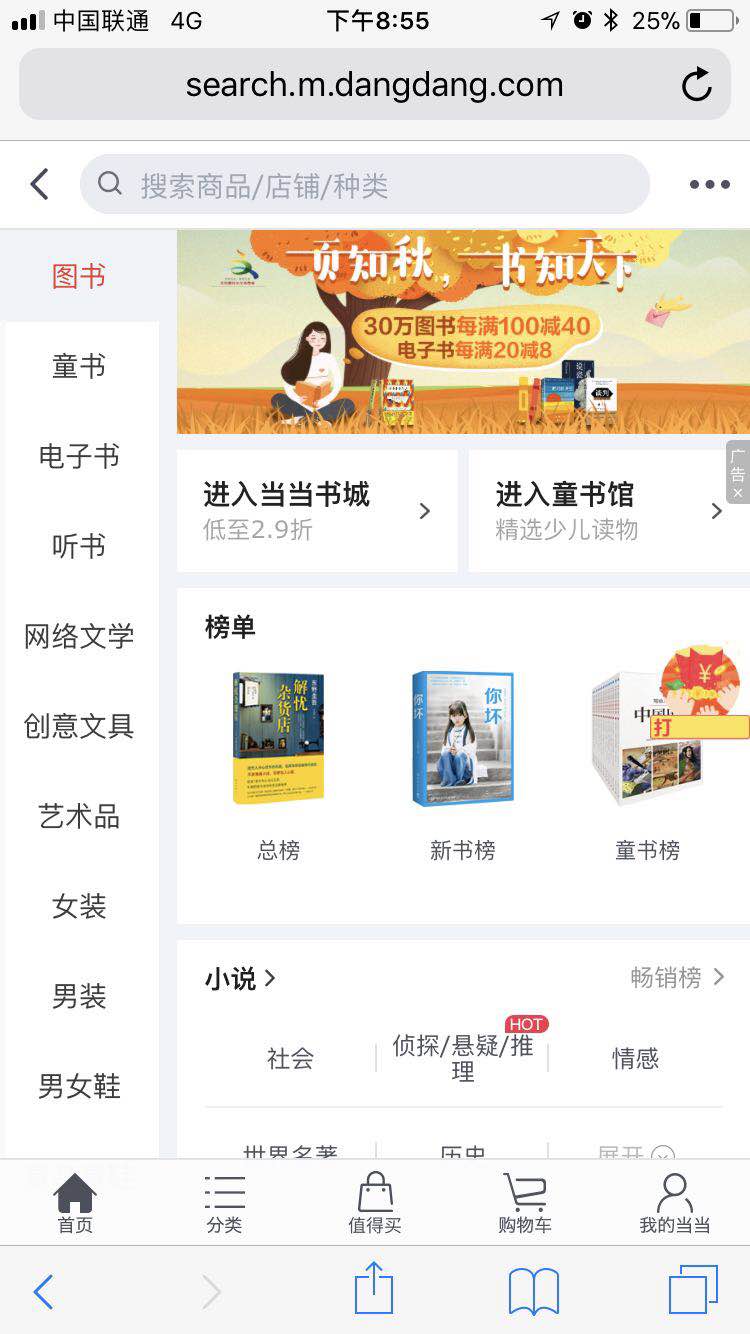 中国联通 4G 下午8:55 25%
search.m.dangdang.com
搜索商品/店铺/种类
图书
童书
电子书
听书
网络文学
创意文具
艺术品
女装
男装
男女鞋
一页知秋，一书知天下
30万图书每满100减40
电子书每满20减8
广告
×
进入当当书城
低至2.9折
进入童书馆
精选少儿读物
榜单
解忧
杂货店
东野圭吾
你坏
你坏
中国
¥
打
总榜
新书榜
童书榜
小说
畅销榜
社会
HOT
侦探/悬疑/推
理
情感
世界名著
历史
展开
首页
分类
值得买
购物车
我的当当